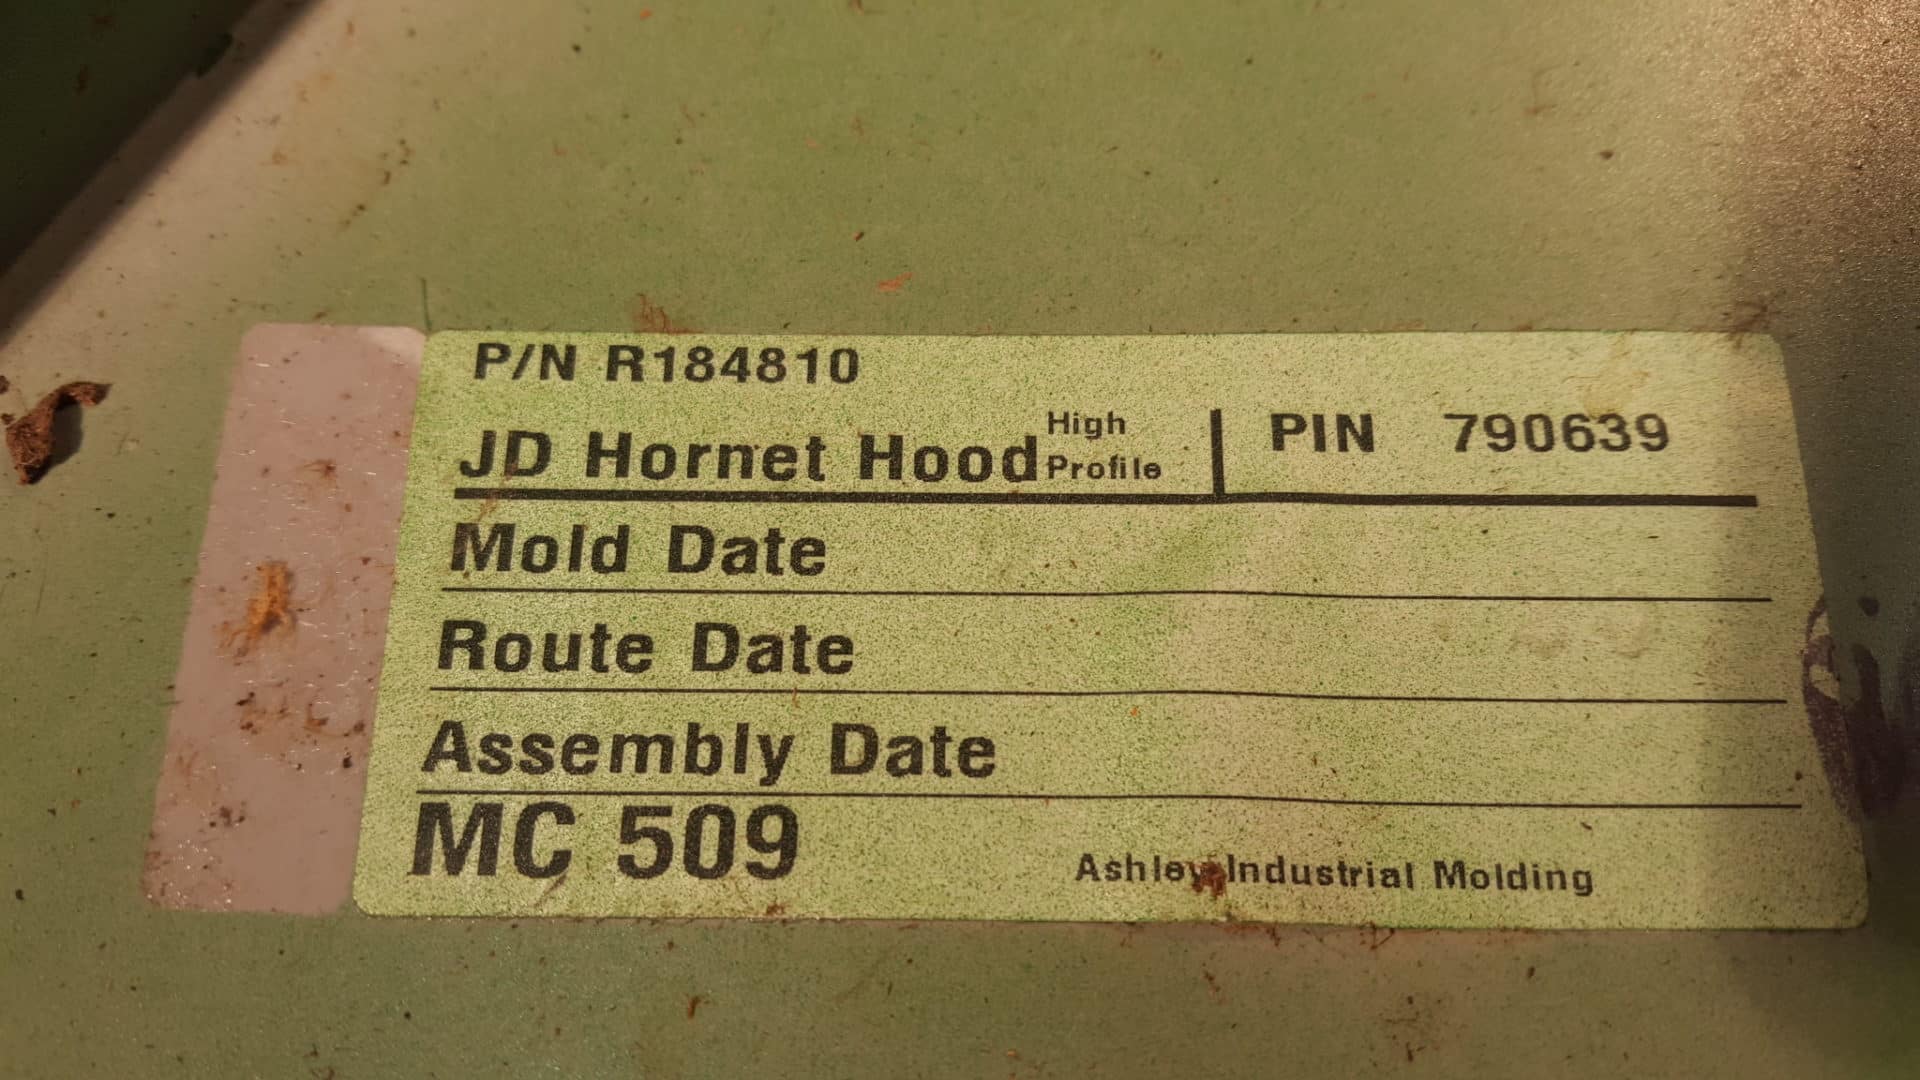 P/N R184810
JD Hornet Hood High Profile | PIN 790639
Mold Date
Route Date
Assembly Date
MC 509
Ashley Industrial Molding